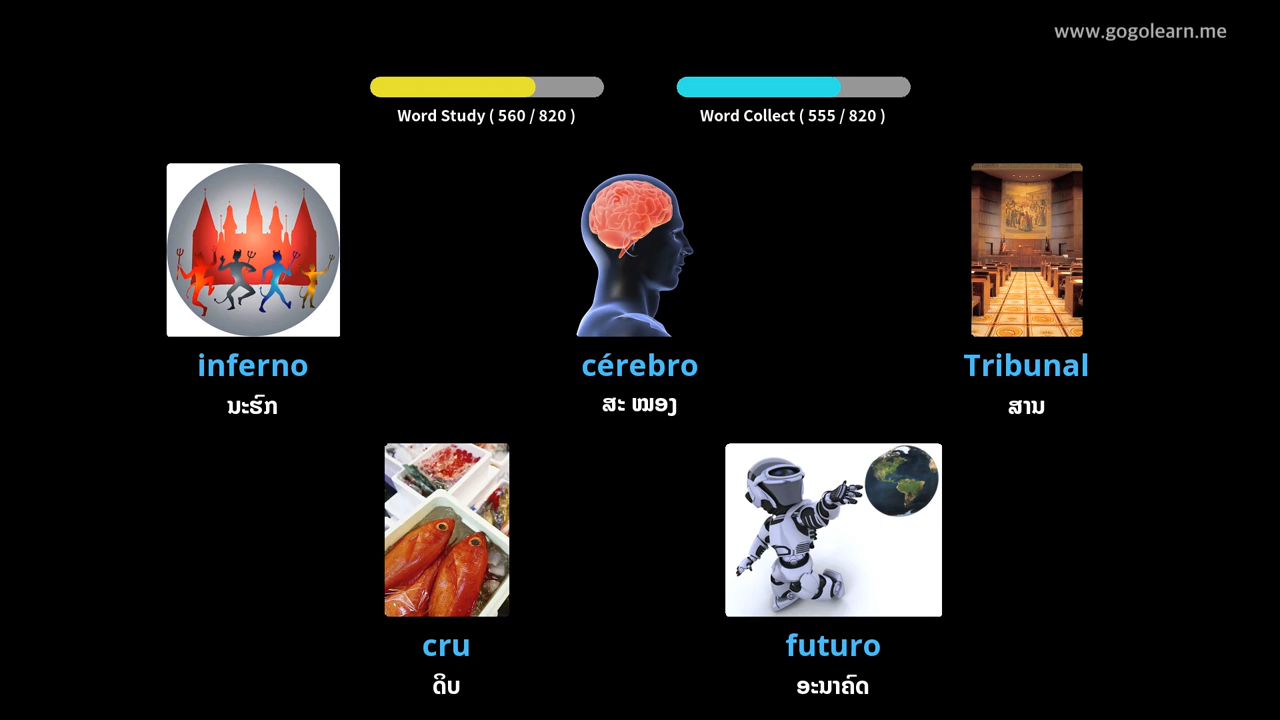 www.gogolearn.me
Word Study ( 560 / 820 )
Word Collect ( 555 / 820 )
inferno
ນະຮົກ
cérebro
ສະ ໝອງ
Tribunal
ສານ
cru
ດິບ
futuro
ອະນາຄົດ